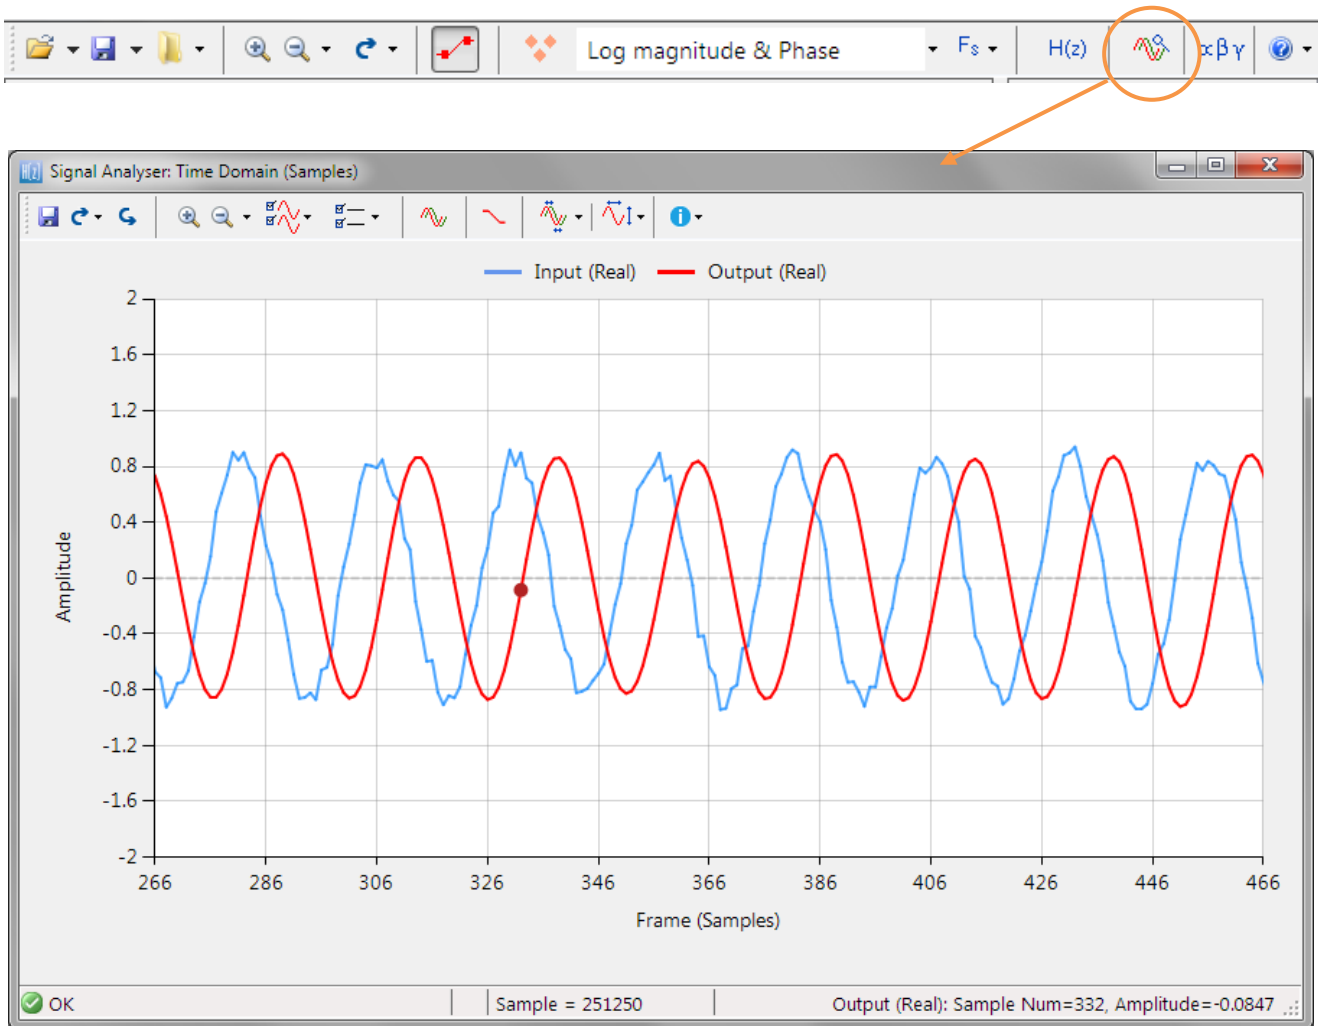 Log magnitude & Phase
Fs
H(z)
αβγ
Signal Analyser: Time Domain (Samples)
Input (Real)
Output (Real)
2
1.6
1.2
0.8
0.4
0
-0.4
-0.8
-1.2
-1.6
-2
Amplitude
266 286 306 326 346 366 386 406 426 446 466
Frame (Samples)
OK
Sample = 251250
Output (Real): Sample Num=332, Amplitude=-0.0847